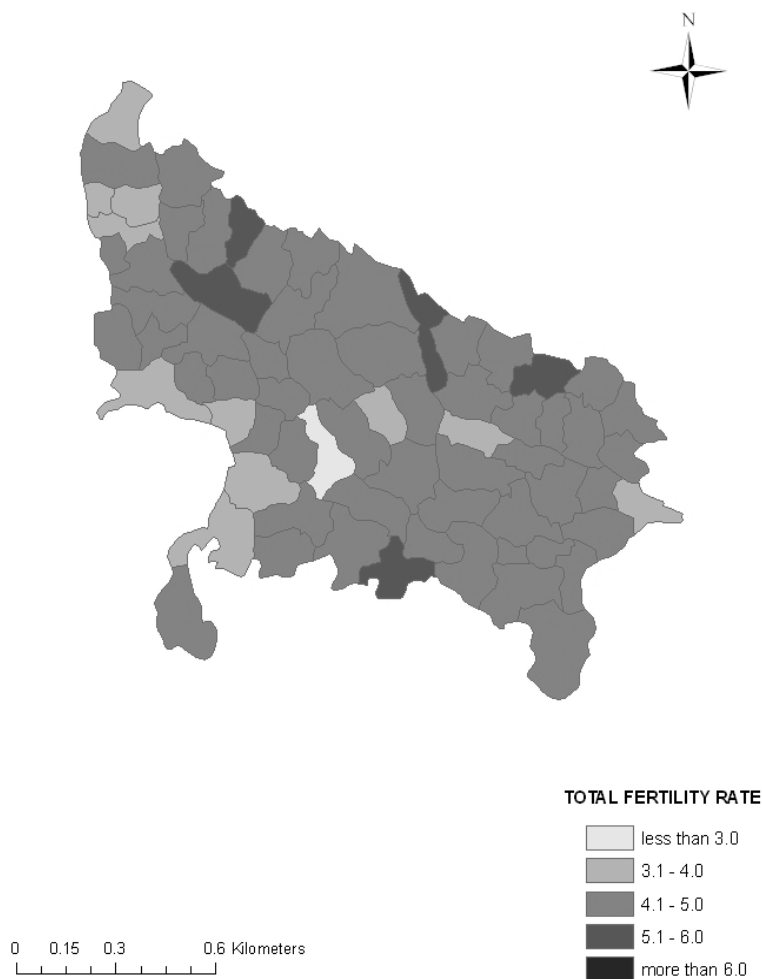 N
TOTAL FERTILITY RATE
less than 3.0
3.1 - 4.0
4.1 - 5.0
5.1 - 6.0
more than 6.0
0 0.15 0.3 0.6 Kilometers